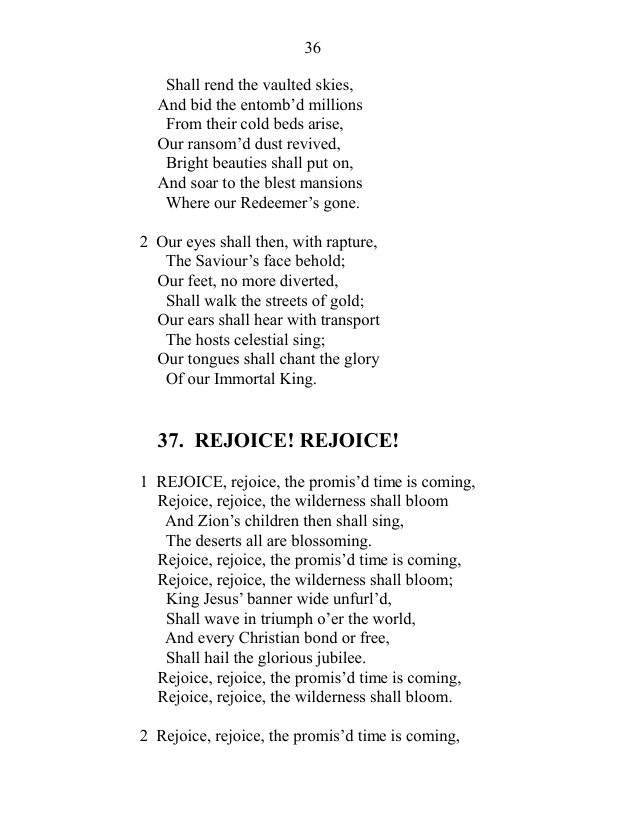 36
Shall rend the vaulted skies,
And bid the entomb’d millions
From their cold beds arise,
Our ransom’d dust revived,
Bright beauties shall put on,
And soar to the blest mansions
Where our Redeemer’s gone.
2 Our eyes shall then, with rapture,
The Saviour’s face behold;
Our feet, no more diverted,
Shall walk the streets of gold;
Our ears shall hear with transport
The hosts celestial sing;
Our tongues shall chant the glory
Of our Immortal King.
37. REJOICE! REJOICE!
1 REJOICE, rejoice, the promis’d time is coming,
Rejoice, rejoice, the wilderness shall bloom
And Zion’s children then shall sing,
The deserts all are blossoming.
Rejoice, rejoice, the promis’d time is coming,
Rejoice, rejoice, the wilderness shall bloom;
King Jesus’ banner wide unfurl’d,
Shall wave in triumph o’er the world,
And every Christian bond or free,
Shall hail the glorious jubilee.
Rejoice, rejoice, the promis’d time is coming,
Rejoice, rejoice, the wilderness shall bloom.
2 Rejoice, rejoice, the promis’d time is coming,